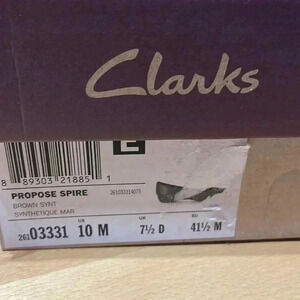 Clarks
E
8 89303 21885 1
PROPOSE SPIRE 261033314075
BROWN SYNT
SYNTHETIQUE MAR
26103331 US 10 M UK 7½ D EU 41½ M